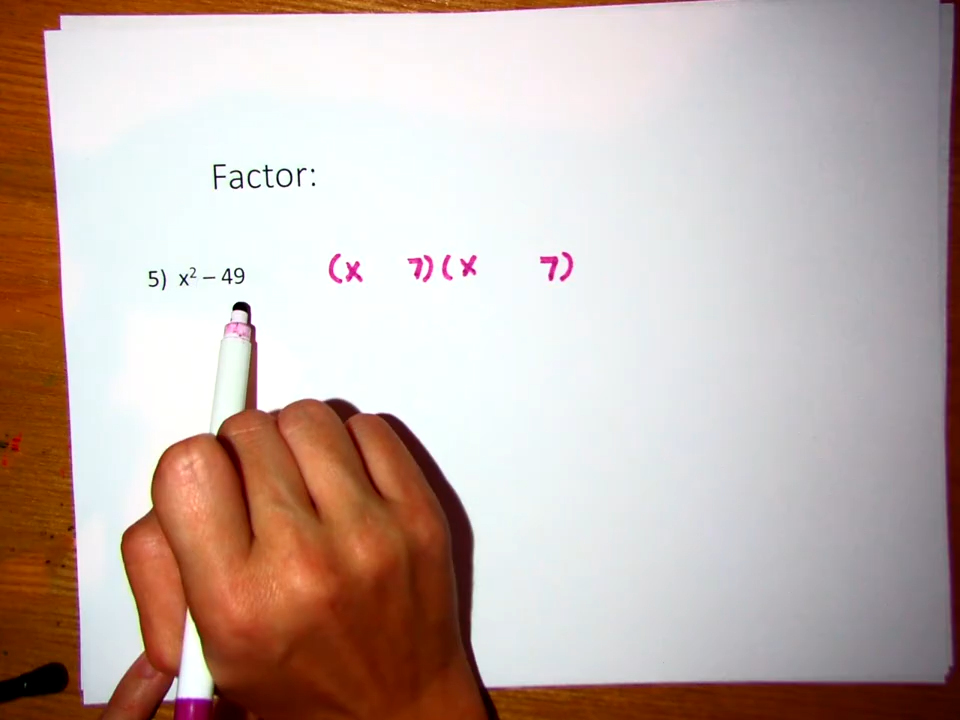 Factor:
5) x² – 49 (x 7)(x 7)